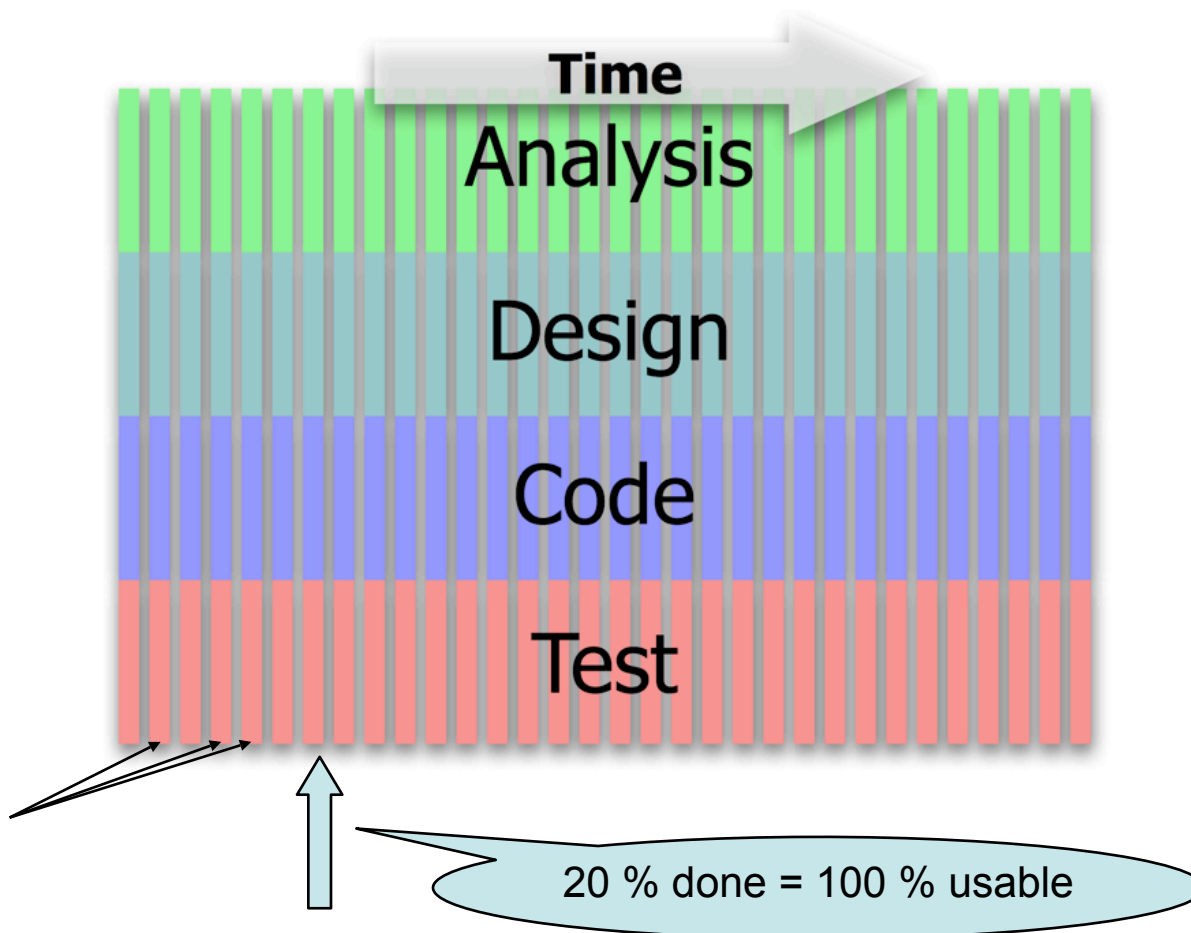 Time
Analysis
Design
Code
Test
20 % done = 100 % usable